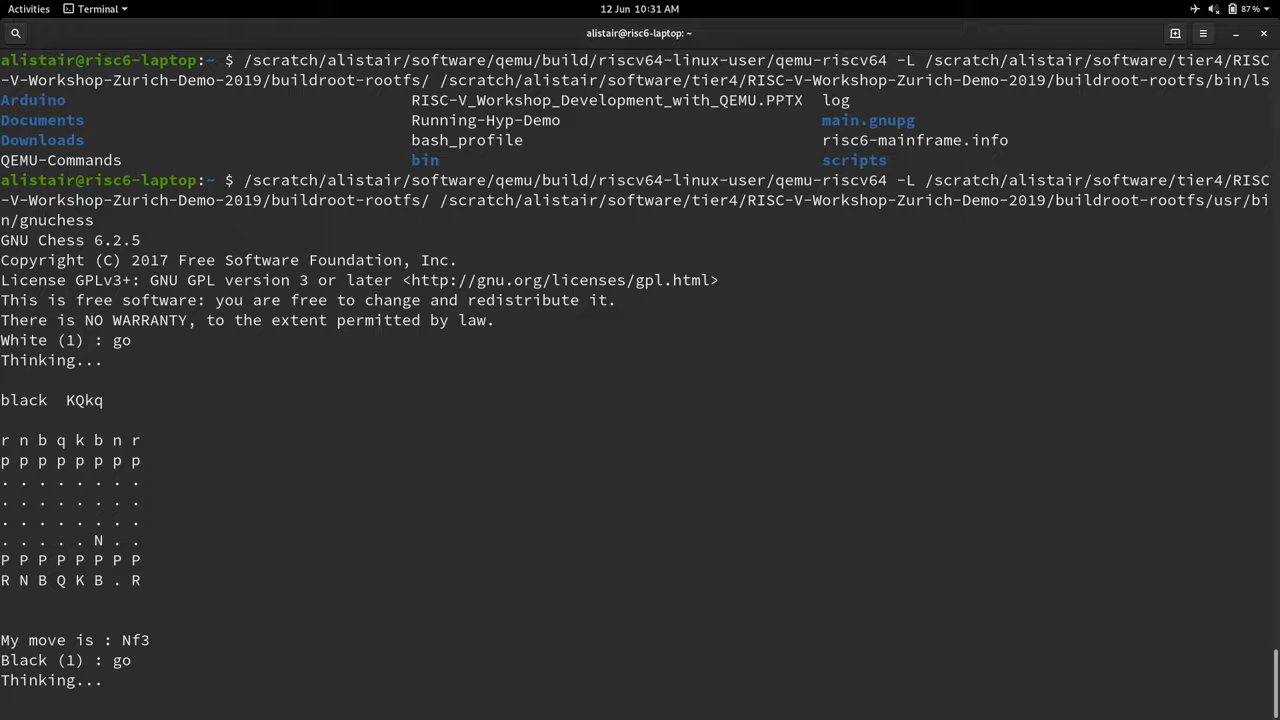 Activities Terminal 12 Jun 10:31 AM 87%
alistair@risc6-laptop: ~
alistair@risc6-laptop:~ $ /scratch/alistair/software/qemu/build/riscv64-linux-user/qemu-riscv64 -L /scratch/alistair/software/tier4/RISC
-V-Workshop-Zurich-Demo-2019/buildroot-rootfs/ /scratch/alistair/software/tier4/RISC-V-Workshop-Zurich-Demo-2019/buildroot-rootfs/bin/ls
Arduino RISC-V_Workshop_Development_with_QEMU.PPTX log
Documents Running-Hyp-Demo main.gnupg
Downloads bash_profile risc6-mainframe.info
QEMU-Commands bin scripts
alistair@risc6-laptop:~ $ /scratch/alistair/software/qemu/build/riscv64-linux-user/qemu-riscv64 -L /scratch/alistair/software/tier4/RISC
-V-Workshop-Zurich-Demo-2019/buildroot-rootfs/ /scratch/alistair/software/tier4/RISC-V-Workshop-Zurich-Demo-2019/buildroot-rootfs/usr/bi
n/gnuchess
GNU Chess 6.2.5
Copyright (C) 2017 Free Software Foundation, Inc.
License GPLv3+: GNU GPL version 3 or later <http://gnu.org/licenses/gpl.html>
This is free software: you are free to change and redistribute it.
There is NO WARRANTY, to the extent permitted by law.
White (1) : go
Thinking...
black KQkq
r n b q k b n r
p p p p p p p p
. . . . . . . .
. . . . . . . .
. . . . . . . .
. . . . . N . .
P P P P P P P P
R N B Q K B . R
My move is : Nf3
Black (1) : go
Thinking...